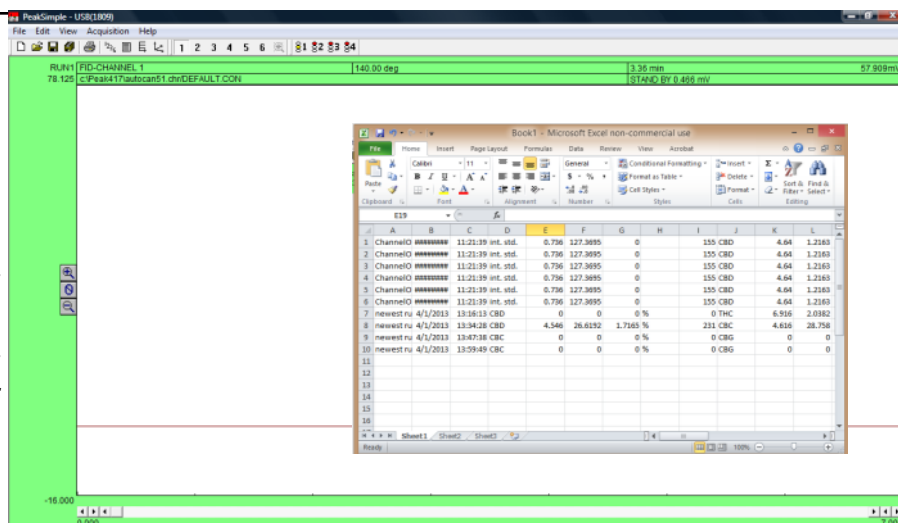 PeakSimple - USB(1809)
File Edit View Acquisition Help
1 2 3 4 5 6 1 2 3 4
RUN1 FID-CHANNEL 1 140.00 deg 3.35 min 57.909mV
78.125 c:\Peak417\autocan51.chr/DEFAULT.CON STAND BY 0.466 mV
Book1 - Microsoft Excel non-commercial use
File Home Insert Page Layout Formulas Data Review View Acrobat
Calibri 11 General Conditional Formatting Insert
Paste B I U $ % , Format as Table Delete Sort & Find &
Cell Styles Format Filter Select
Clipboard Font Alignment Number Styles Cells Editing
E19 fx
A B C D E F G H I J K L
1 ChannelO ######### 11:21:39 int. std. 0.736 127.3695 0 155 CBD 4.64 1.2163
2 ChannelO ######### 11:21:39 int. std. 0.736 127.3695 0 155 CBD 4.64 1.2163
3 ChannelO ######### 11:21:39 int. std. 0.736 127.3695 0 155 CBD 4.64 1.2163
4 ChannelO ######### 11:21:39 int. std. 0.736 127.3695 0 155 CBD 4.64 1.2163
5 ChannelO ######### 11:21:39 int. std. 0.736 127.3695 0 155 CBD 4.64 1.2163
6 ChannelO ######### 11:21:39 int. std. 0.736 127.3695 0 155 CBD 4.64 1.2163
7 newest ru 4/1/2013 13:16:13 CBD 0 0 0 % 0 THC 6.916 2.0382
8 newest ru 4/1/2013 13:34:28 CBD 4.546 26.6192 1.7165 % 231 CBC 4.616 28.758
9 newest ru 4/1/2013 13:47:38 CBC 0 0 0 % 0 CBG 0 0
10 newest ru 4/1/2013 13:59:49 CBC 0 0 0 % 0 CBG 0 0
11
12
13
14
15
16
Sheet1 Sheet2 Sheet3
Ready 100%
-16.000
0.000 7.00